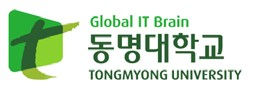 Global IT Brain
동명대학교
TONGMYONG UNIVERSITY